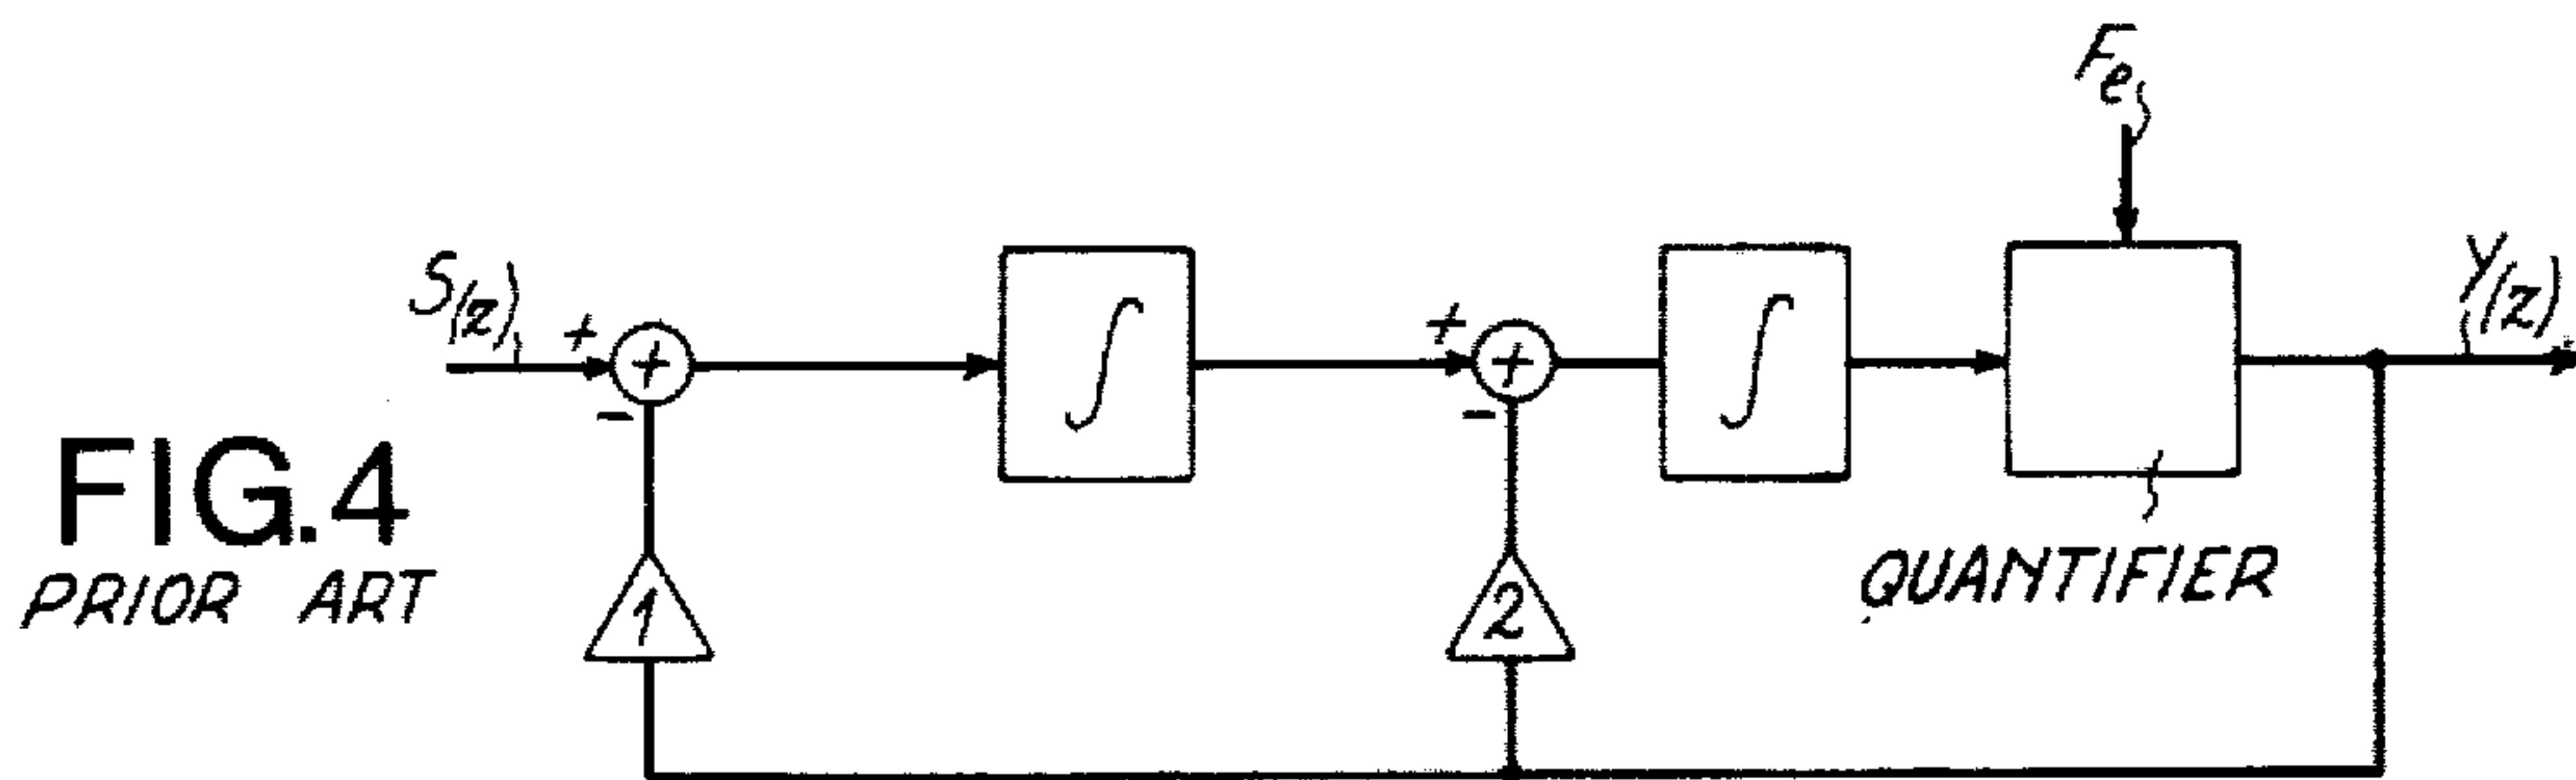 Fe
S(z)
+
+
-
∫
+
+
-
∫
Y(z)
FIG.4
PRIOR ART
1
2
QUANTIFIER